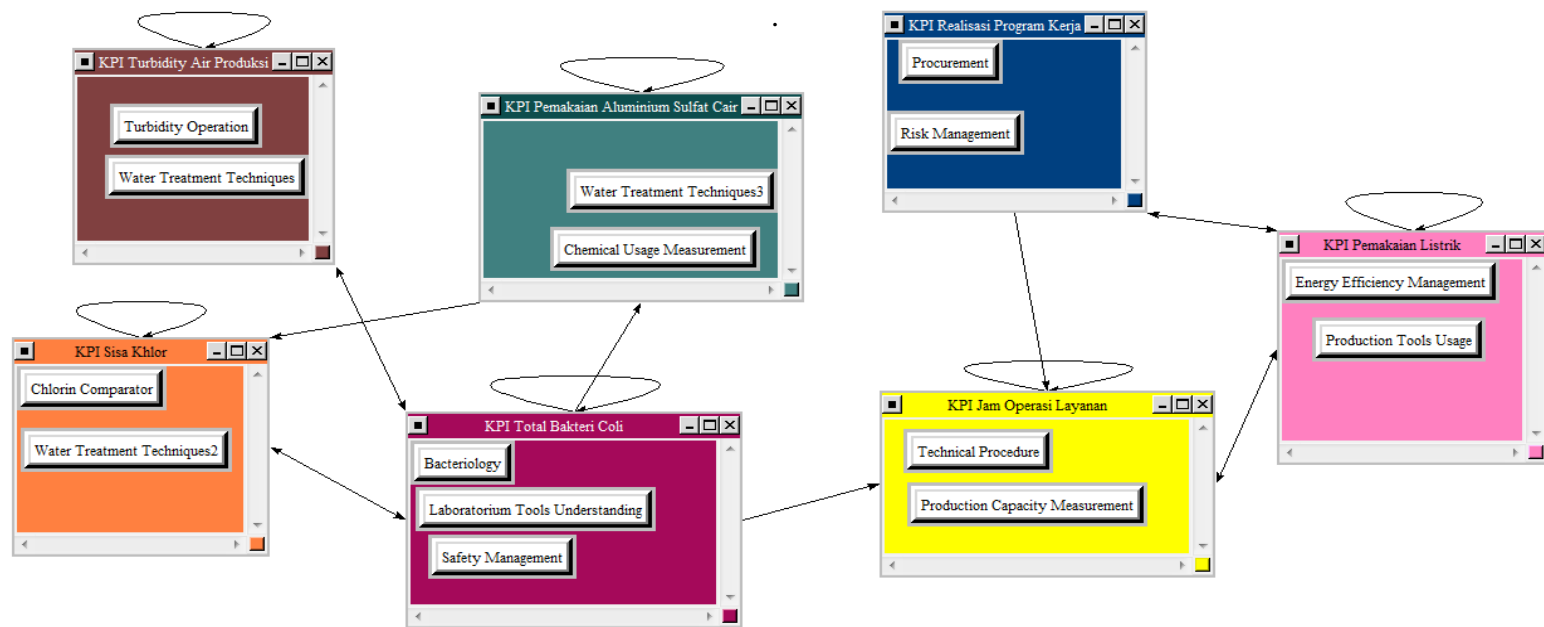 KPI Turbidity Air Produksi
Turbidity Operation
Water Treatment Techniques
KPI Pemakaian Aluminium Sulfat Cair
Water Treatment Techniques3
Chemical Usage Measurement
KPI Realisasi Program Kerja
Procurement
Risk Management
KPI Pemakaian Listrik
Energy Efficiency Management
Production Tools Usage
KPI Sisa Khlor
Chlorin Comparator
Water Treatment Techniques2
KPI Total Bakteri Coli
Bacteriology
Laboratorium Tools Understanding
Safety Management
KPI Jam Operasi Layanan
Technical Procedure
Production Capacity Measurement